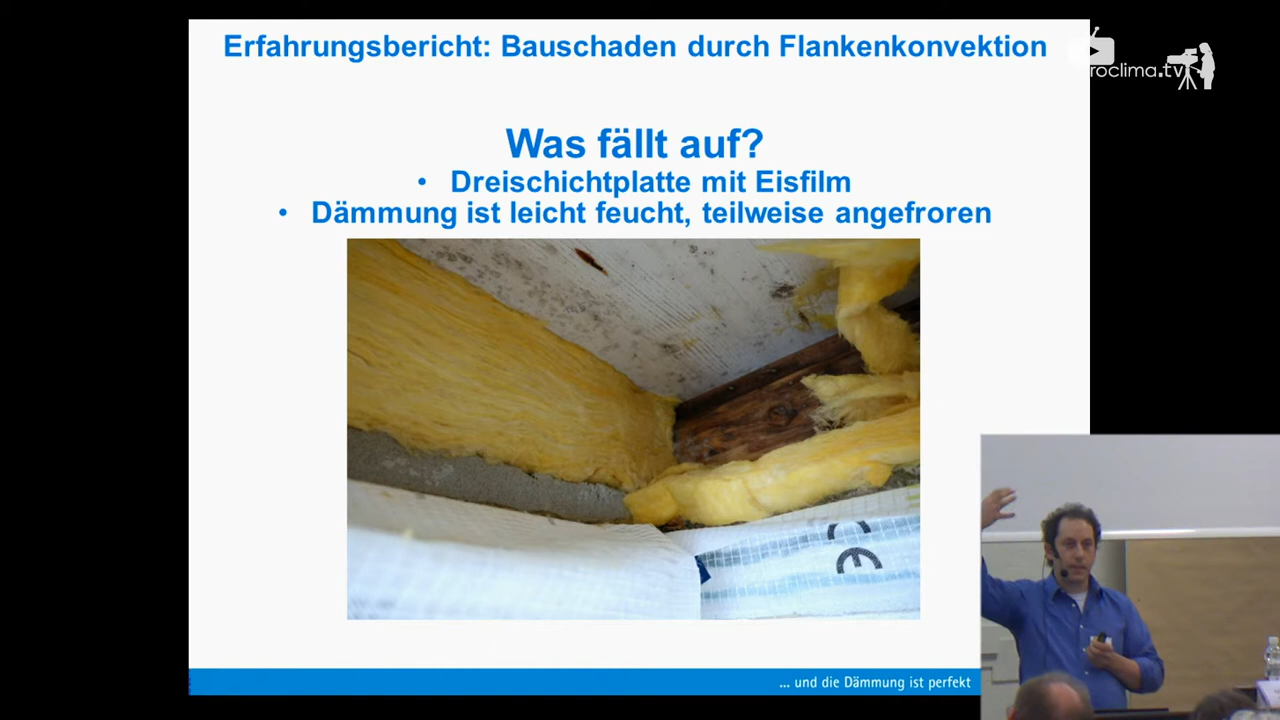 Erfahrungsbericht: Bauschaden durch Flankenkonvektion
roclima.tv
Was fällt auf?
• Dreischichtplatte mit Eisfilm
• Dämmung ist leicht feucht, teilweise angefroren
CE
... und die Dämmung ist perfekt